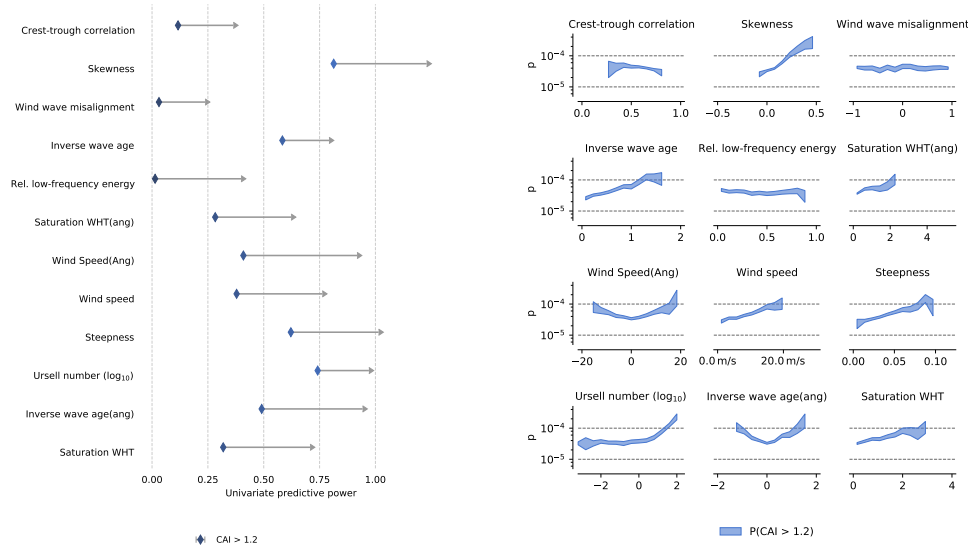 Crest-trough correlation
Skewness
Wind wave misalignment
Inverse wave age
Rel. low-frequency energy
Saturation WHT(ang)
Wind Speed(Ang)
Wind speed
Steepness
Ursell number (log₁₀)
Inverse wave age(ang)
Saturation WHT
0.00 0.25 0.50 0.75 1.00
Univariate predictive power
CAI > 1.2
Crest-trough correlation Skewness Wind wave misalignment
p
10⁻⁴
10⁻⁵
0.0 0.5 1.0 −0.5 0.0 0.5 −1 0 1
Inverse wave age Rel. low-frequency energy Saturation WHT(ang)
p
10⁻⁴
10⁻⁵
0 1 2 0.0 0.5 1.0 0 2 4
Wind Speed(Ang) Wind speed Steepness
p
10⁻⁴
10⁻⁵
−20 0 20 0.0m/s 20.0m/s 0.00 0.05 0.10
Ursell number (log₁₀) Inverse wave age(ang) Saturation WHT
p
10⁻⁴
10⁻⁵
−2 0 2 −2 0 2 0 2 4
P(CAI > 1.2)